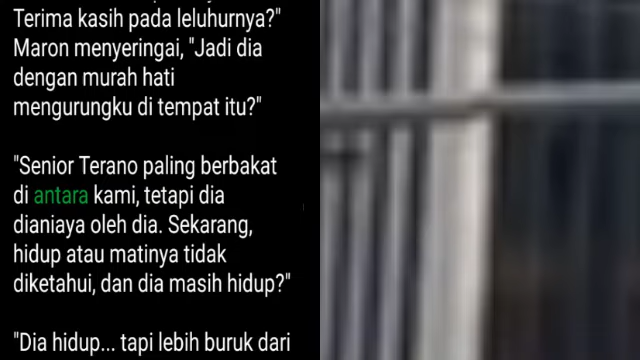 Terima kasih pada leluhurnya?"
Maron menyeringai, "Jadi dia
dengan murah hati
mengurungku di tempat itu?"
"Senior Terano paling berbakat
di antara kami, tetapi dia
dianiaya oleh dia. Sekarang,
hidup atau matinya tidak
diketahui, dan dia masih hidup?"
"Dia hidup... tapi lebih buruk dari